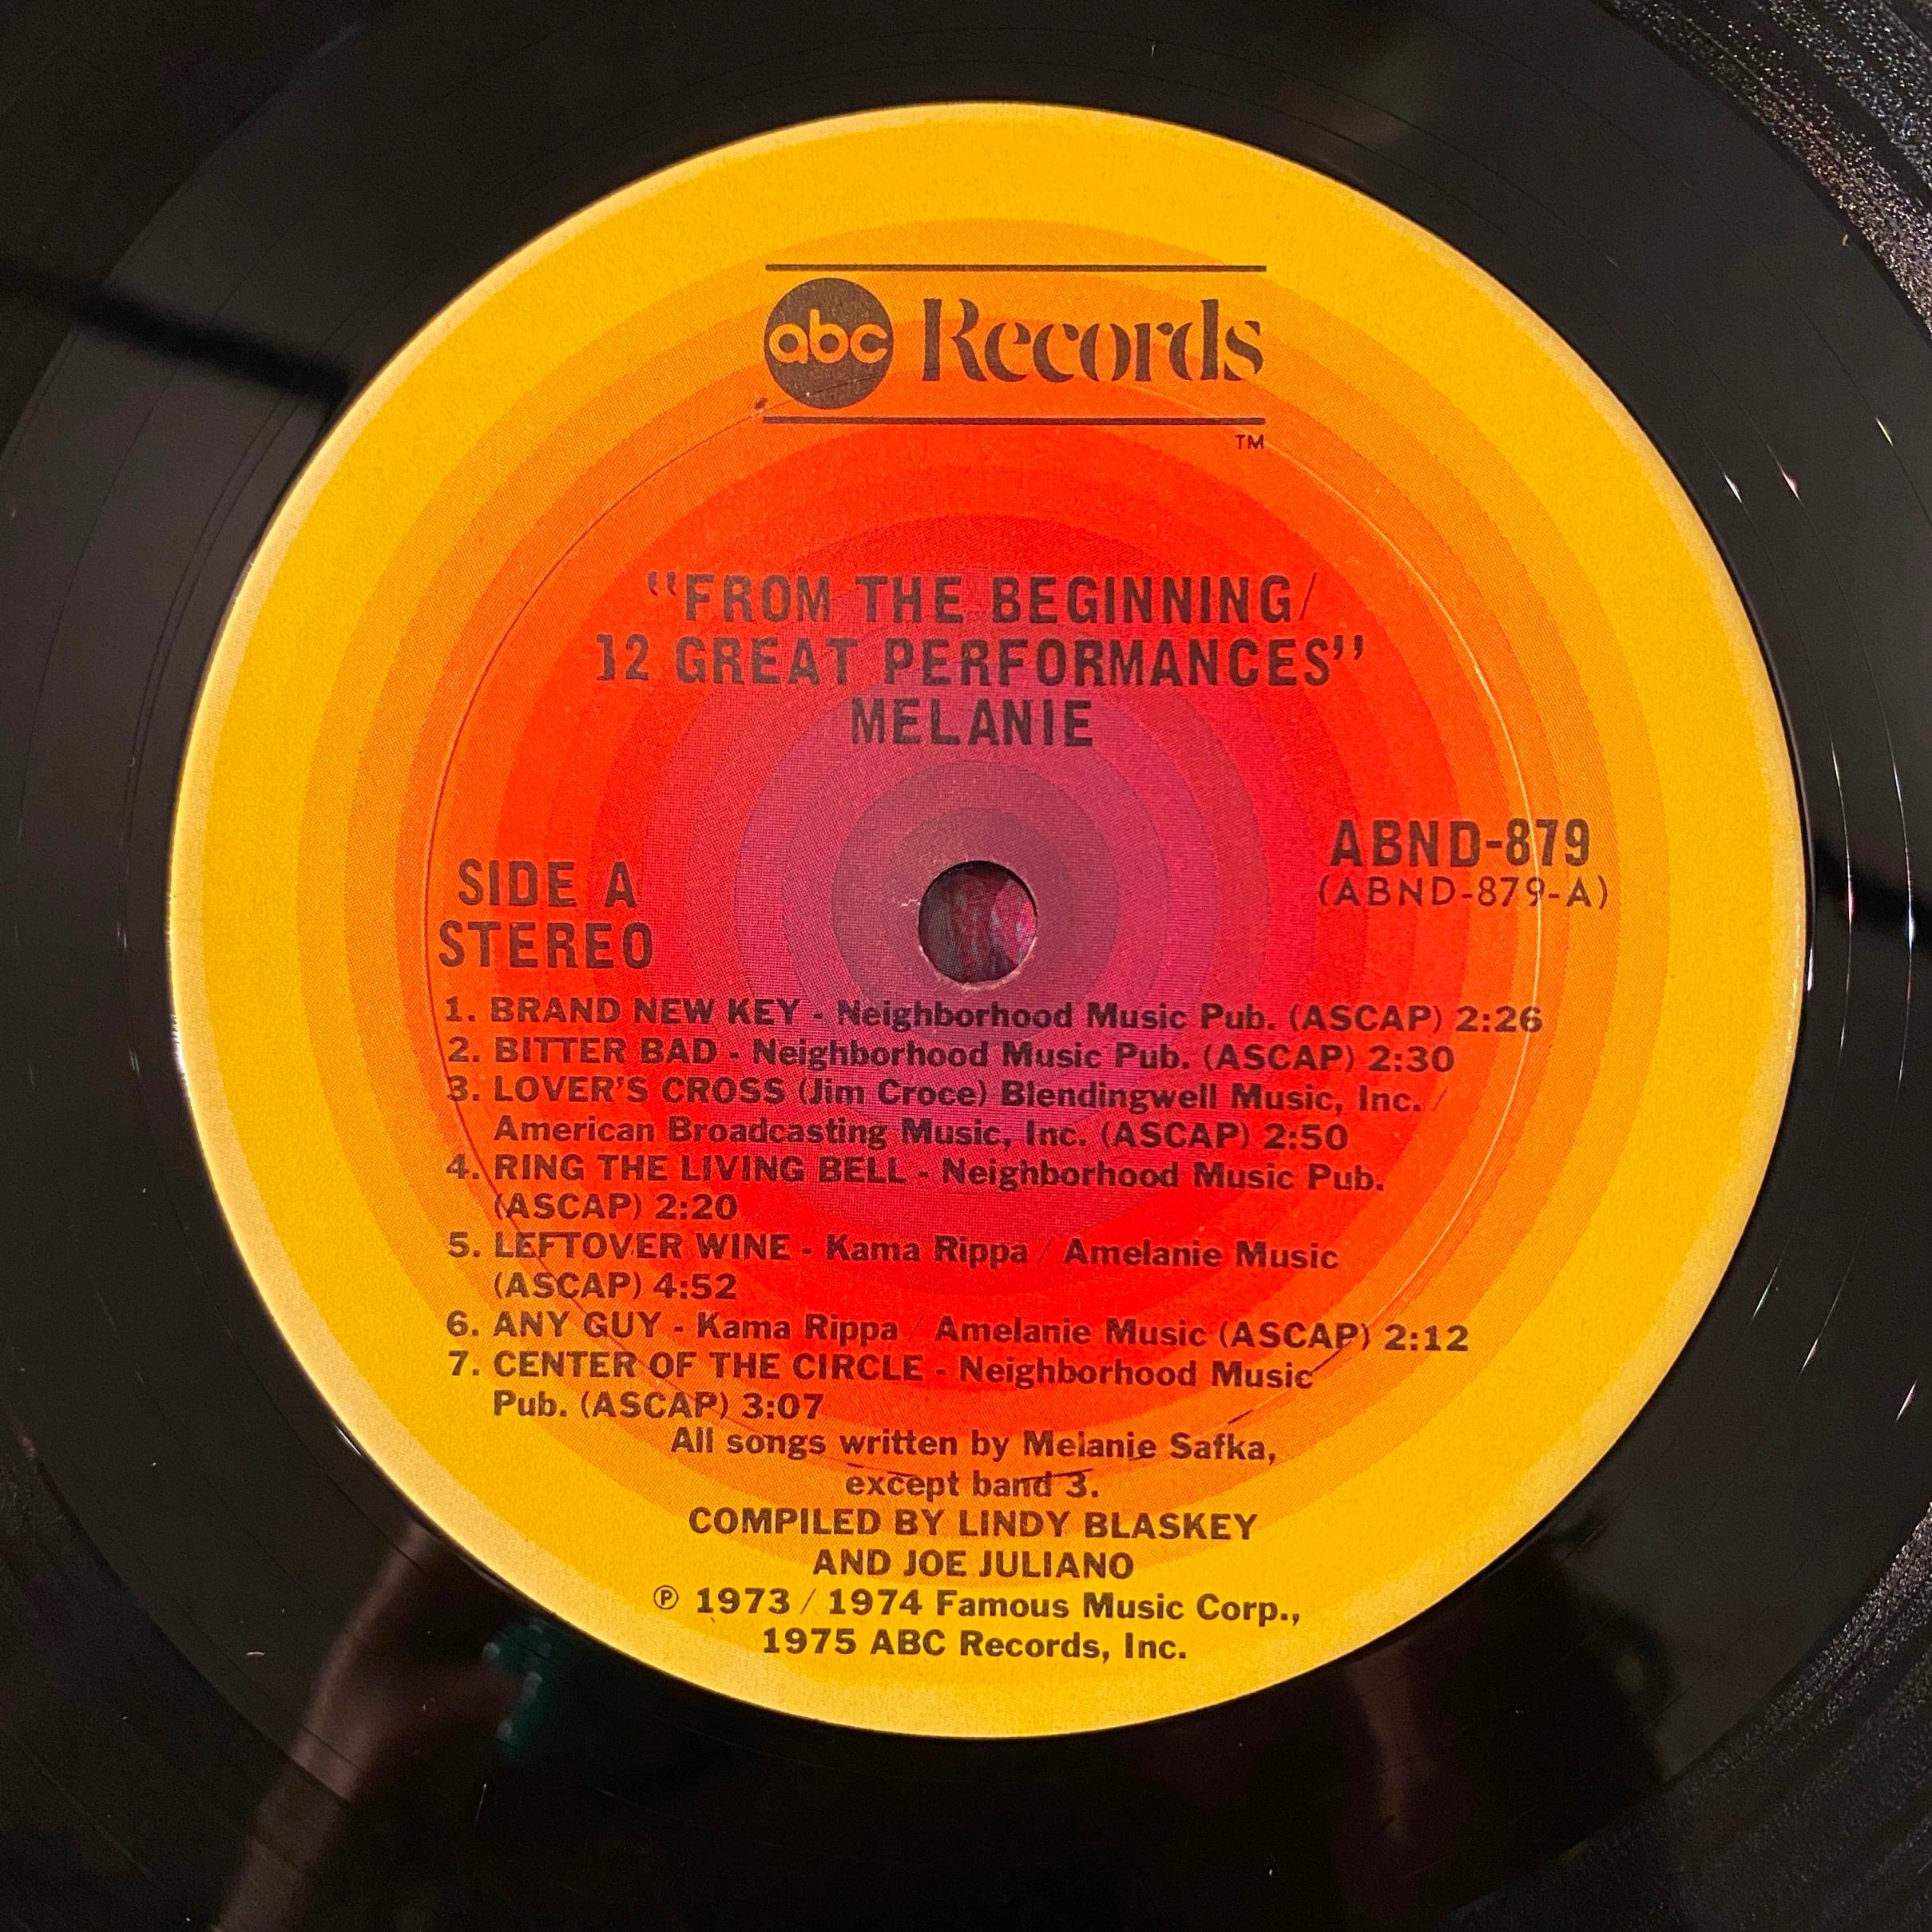 abc Records
TM
"FROM THE BEGINNING/
12 GREAT PERFORMANCES"
MELANIE
SIDE A
STEREO
ABND-879
(ABND-879-A)
1. BRAND NEW KEY - Neighborhood Music Pub. (ASCAP) 2:26
2. BITTER BAD - Neighborhood Music Pub. (ASCAP) 2:30
3. LOVER'S CROSS (Jim Croce) Blendingwell Music, Inc. /
American Broadcasting Music, Inc. (ASCAP) 2:50
4. RING THE LIVING BELL - Neighborhood Music Pub.
(ASCAP) 2:20
5. LEFTOVER WINE - Kama Rippa / Amelanie Music
(ASCAP) 4:52
6. ANY GUY - Kama Rippa / Amelanie Music (ASCAP) 2:12
7. CENTER OF THE CIRCLE - Neighborhood Music
Pub. (ASCAP) 3:07
All songs written by Melanie Safka,
except band 3.
COMPILED BY LINDY BLASKEY
AND JOE JULIANO
℗ 1973 / 1974 Famous Music Corp.,
1975 ABC Records, Inc.